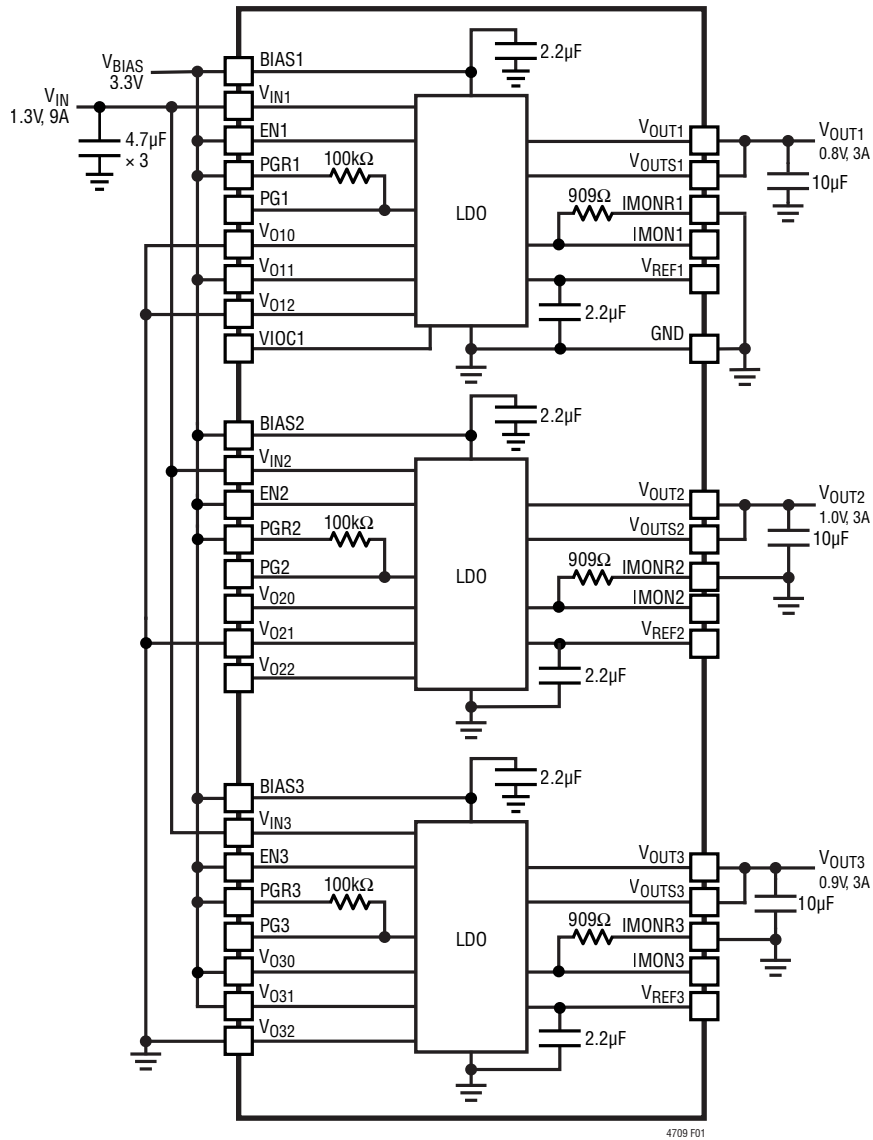 VBIAS
3.3V
VIN
1.3V, 9A
4.7µF
× 3
BIAS1
VIN1
EN1
PGR1
100kΩ
PG1
VO10
VO11
VO12
VIOC1
2.2µF
LDO
VOUT1
VOUTS1
909Ω
IMONR1
IMON1
VREF1
2.2µF
GND
VOUT1
0.8V, 3A
10µF
BIAS2
VIN2
EN2
PGR2
100kΩ
PG2
VO20
VO21
VO22
2.2µF
LDO
VOUT2
VOUTS2
909Ω
IMONR2
IMON2
VREF2
2.2µF
VOUT2
1.0V, 3A
10µF
BIAS3
VIN3
EN3
PGR3
100kΩ
PG3
VO30
VO31
VO32
2.2µF
LDO
VOUT3
VOUTS3
909Ω
IMONR3
IMON3
VREF3
2.2µF
VOUT3
0.9V, 3A
10µF
4709 F01